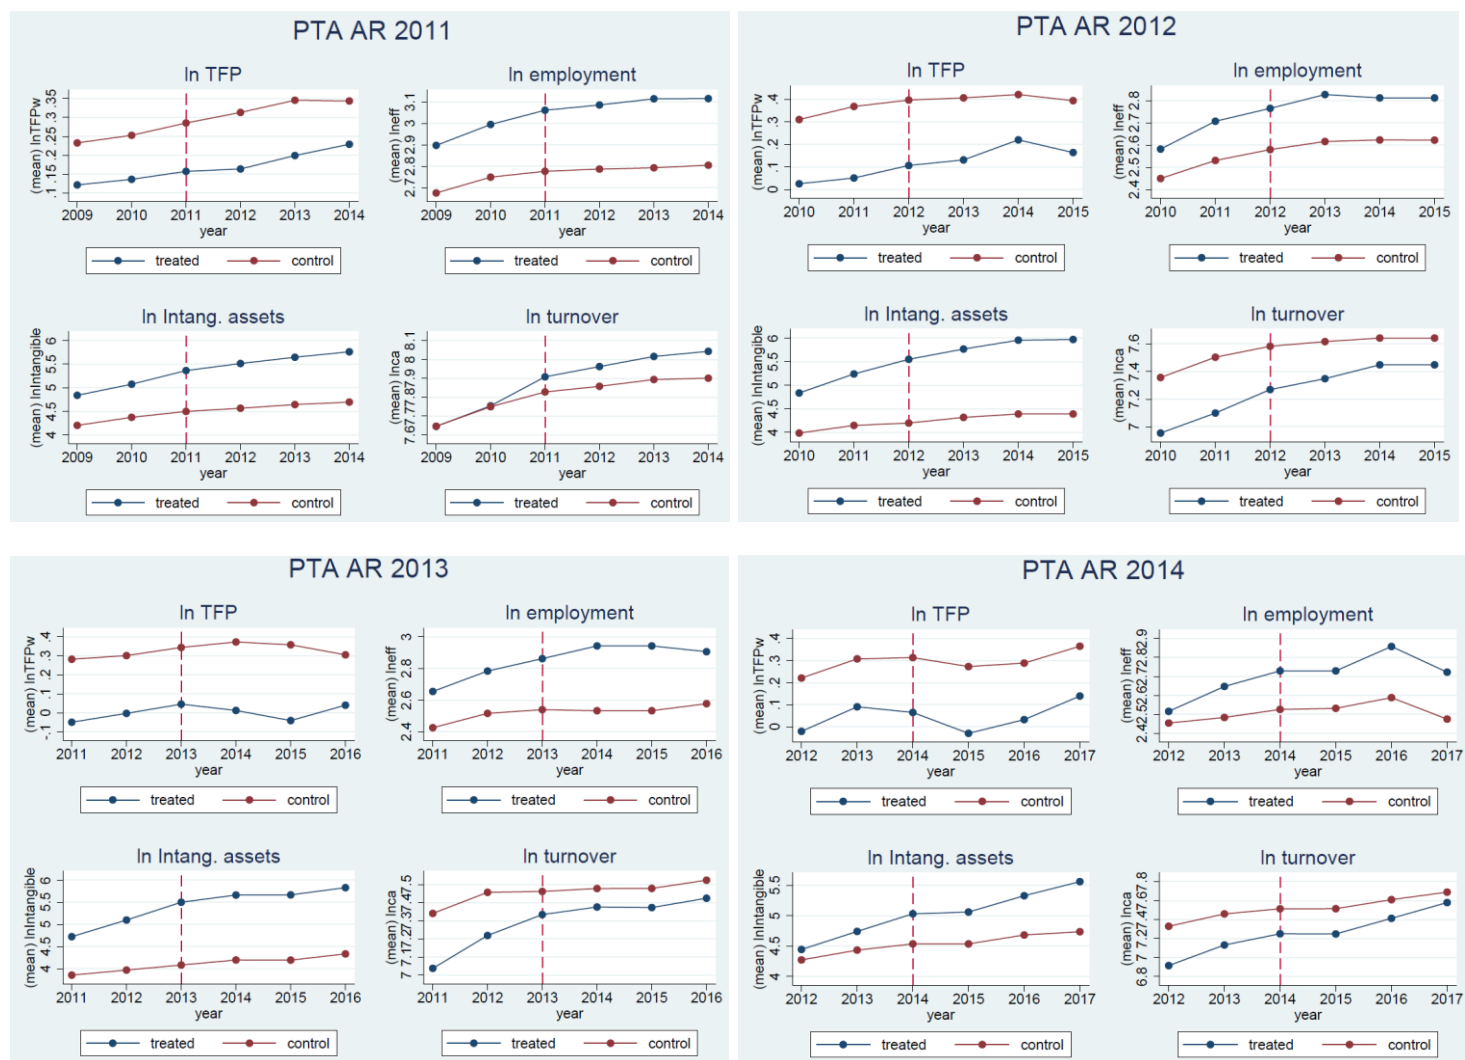 PTA AR 2011
ln TFP
(mean) lnTFPw
.1 .15 .2 .25 .3 .35
2009 2010 2011 2012 2013 2014
year
treated control
ln employment
(mean) lneff
2.7 2.8 2.9 3 3.1
2009 2010 2011 2012 2013 2014
year
treated control
ln Intang. assets
(mean) lnIntangible
4 4.5 5 5.5 6
2009 2010 2011 2012 2013 2014
year
treated control
ln turnover
(mean) lnca
7.6 7.7 7.8 7.9 8 8.1
2009 2010 2011 2012 2013 2014
year
treated control
PTA AR 2012
ln TFP
(mean) lnTFPw
0 .1 .2 .3 .4
2010 2011 2012 2013 2014 2015
year
treated control
ln employment
(mean) lneff
2.4 2.5 2.6 2.7 2.8
2010 2011 2012 2013 2014 2015
year
treated control
ln Intang. assets
(mean) lnIntangible
4 4.5 5 5.5 6
2010 2011 2012 2013 2014 2015
year
treated control
ln turnover
(mean) lnca
7 7.2 7.4 7.6
2010 2011 2012 2013 2014 2015
year
treated control
PTA AR 2013
ln TFP
(mean) lnTFPw
-.1 0 .1 .2 .3 .4
2011 2012 2013 2014 2015 2016
year
treated control
ln employment
(mean) lneff
2.4 2.6 2.8 3
2011 2012 2013 2014 2015 2016
year
treated control
ln Intang. assets
(mean) lnIntangible
4 4.5 5 5.5 6
2011 2012 2013 2014 2015 2016
year
treated control
ln turnover
(mean) lnca
7 7.1 7.2 7.3 7.4 7.5
2011 2012 2013 2014 2015 2016
year
treated control
PTA AR 2014
ln TFP
(mean) lnTFPw
0 .1 .2 .3 .4
2012 2013 2014 2015 2016 2017
year
treated control
ln employment
(mean) lneff
2.4 2.5 2.6 2.7 2.8 2.9
2012 2013 2014 2015 2016 2017
year
treated control
ln Intang. assets
(mean) lnIntangible
4 4.5 5 5.5
2012 2013 2014 2015 2016 2017
year
treated control
ln turnover
(mean) lnca
6.8 7 7.2 7.4 7.6 7.8
2012 2013 2014 2015 2016 2017
year
treated control